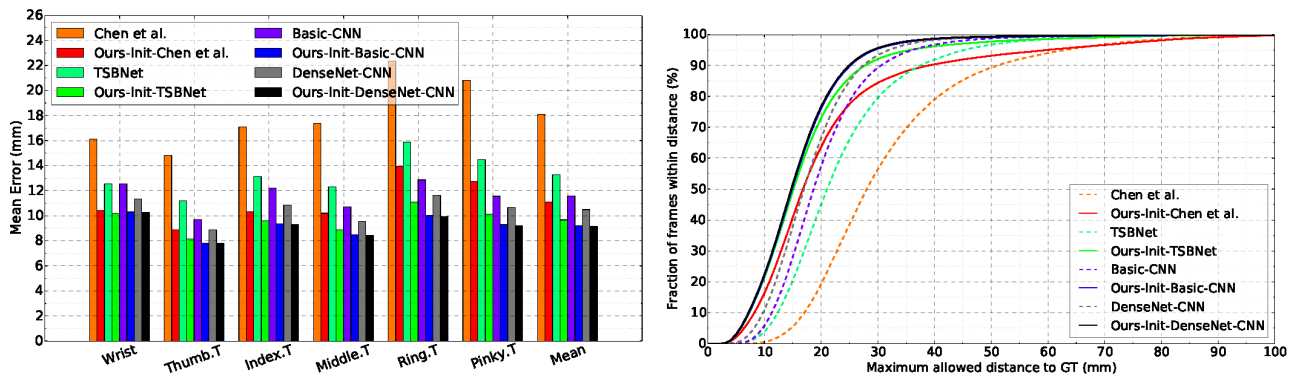 26
24
22
20
18
16
14
12
10
8
6
4
2
0
Mean Error (mm)
Chen et al.
Ours-Init-Chen et al.
TSBNet
Ours-Init-TSBNet
Basic-CNN
Ours-Init-Basic-CNN
DenseNet-CNN
Ours-Init-DenseNet-CNN
Wrist
Thumb.T
Index.T
Middle.T
Ring.T
Pinky.T
Mean
100
90
80
70
60
50
40
30
20
10
0
Fraction of frames within distance (%)
Chen et al.
Ours-Init-Chen et al.
TSBNet
Ours-Init-TSBNet
Basic-CNN
Ours-Init-Basic-CNN
DenseNet-CNN
Ours-Init-DenseNet-CNN
0 10 20 30 40 50 60 70 80 90 100
Maximum allowed distance to GT (mm)